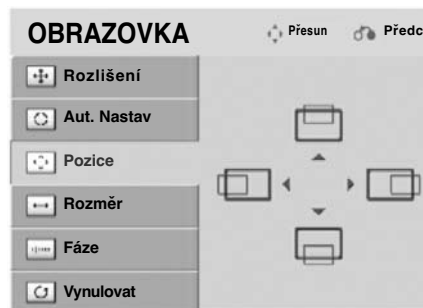 OBRAZOVKA
Přesun
Předc
Rozlišení
Aut. Nastav
Pozice
Rozměr
Fáze
Vynulovat